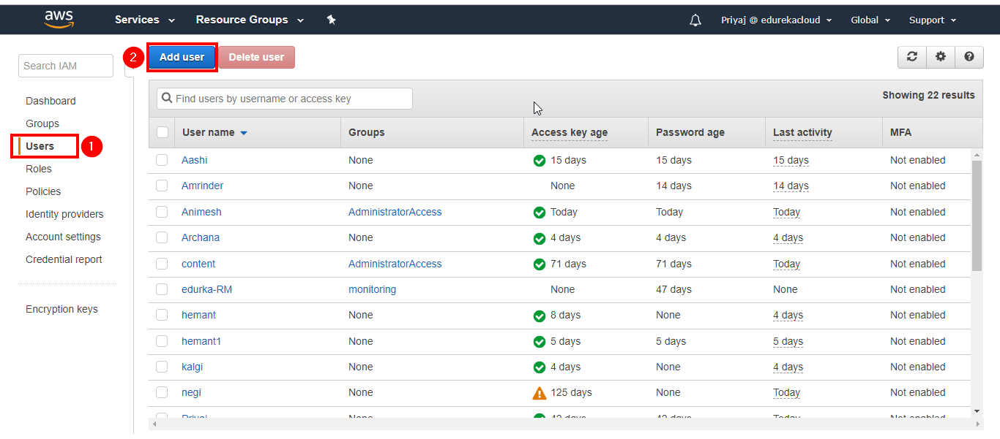 aws Services Resource Groups Priyaj @ edurekacloud Global Support
Search IAM
2 Add user Delete user
Dashboard
Groups
Users 1
Roles
Policies
Identity providers
Account settings
Credential report
Encryption keys
Find users by username or access key Showing 22 results
User name Groups Access key age Password age Last activity MFA
Aashi None 15 days 15 days 15 days Not enabled
Amrinder None None 14 days 14 days Not enabled
Animesh AdministratorAccess Today Today Today Not enabled
Archana None 4 days 4 days 4 days Not enabled
content AdministratorAccess 71 days 71 days Today Not enabled
edurka-RM monitoring None 47 days None Not enabled
hemant None 8 days None 4 days Not enabled
hemant1 None 5 days 5 days 5 days Not enabled
kalgi None 4 days None 4 days Not enabled
negi None 125 days None Today Not enabled
Priyaj None 42 days 42 days Today Not enabled